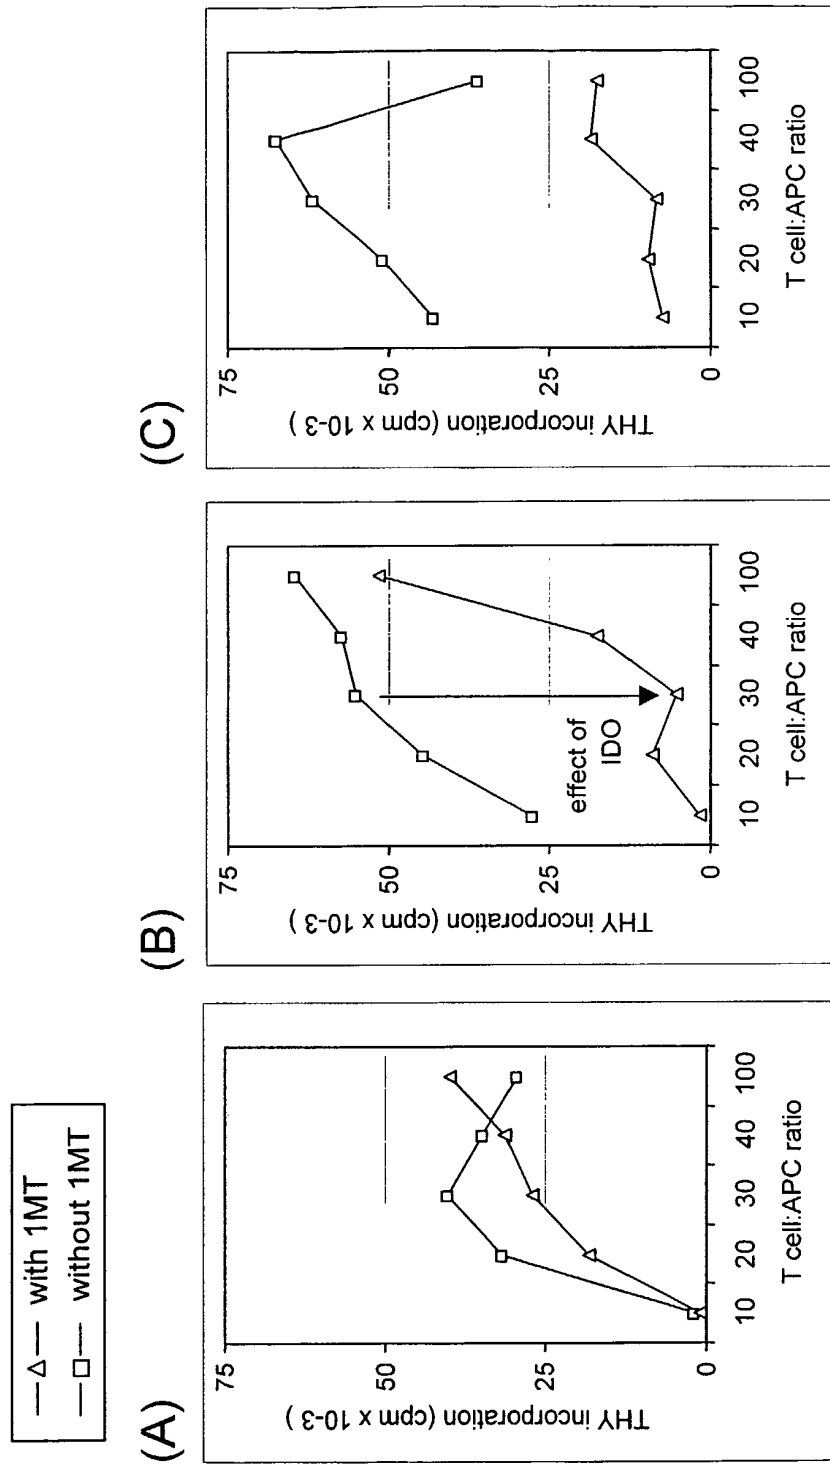 —△— with 1MT
—□— without 1MT
(A)
75
50
25
0
THY incorporation (cpm x 10-3 )
10 20 30 40 100
T cell:APC ratio
(B)
75
50
25
0
THY incorporation (cpm x 10-3 )
effect of
IDO
10 20 30 40 100
T cell:APC ratio
(C)
75
50
25
0
THY incorporation (cpm x 10-3 )
10 20 30 40 100
T cell:APC ratio